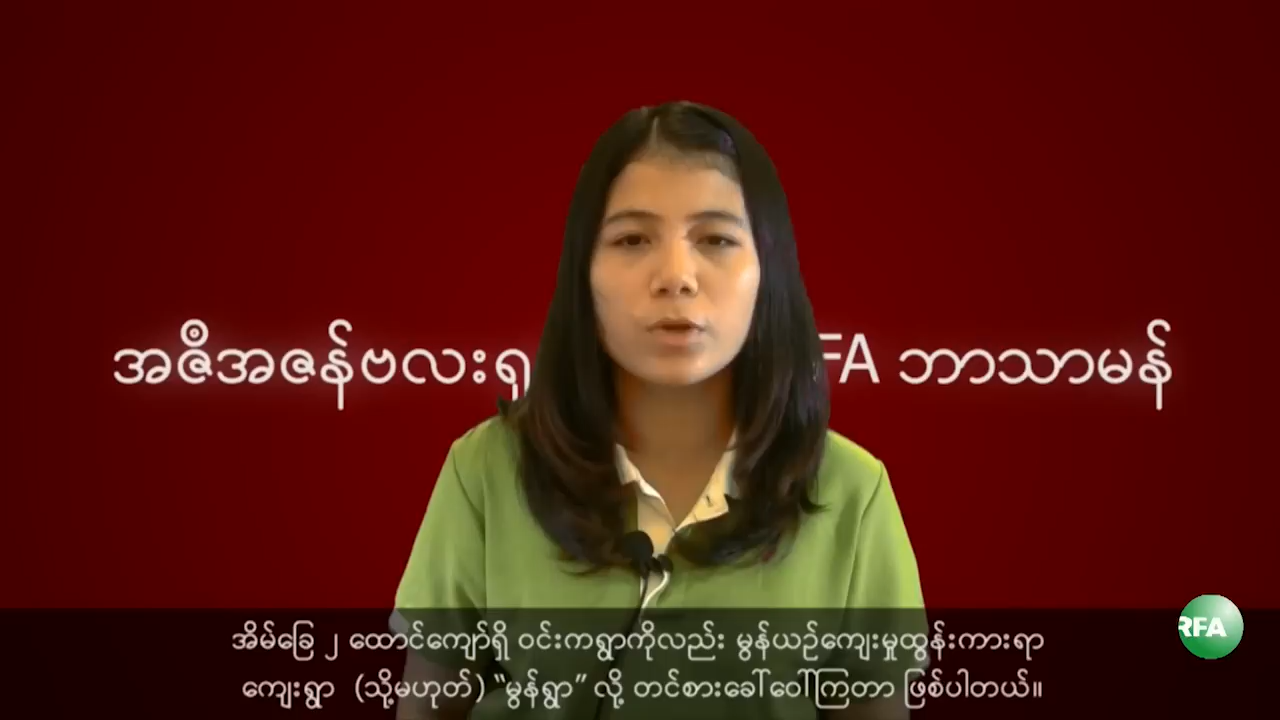 အဇီအဇန်ဗလးရ FA ဘာသာမန်
အိမ်ခြေ ၂ ထောင်ကျော်ရှိ ဝင်းကရွာကိုလည်း မွန်ယဉ်ကျေးမှုထွန်းကားရာ
ကျေးရွာ (သို့မဟုတ်) “မွန်ရွာ” လို့ တင်စားခေါ်ဝေါ်ကြတာ ဖြစ်ပါတယ်။
RFA